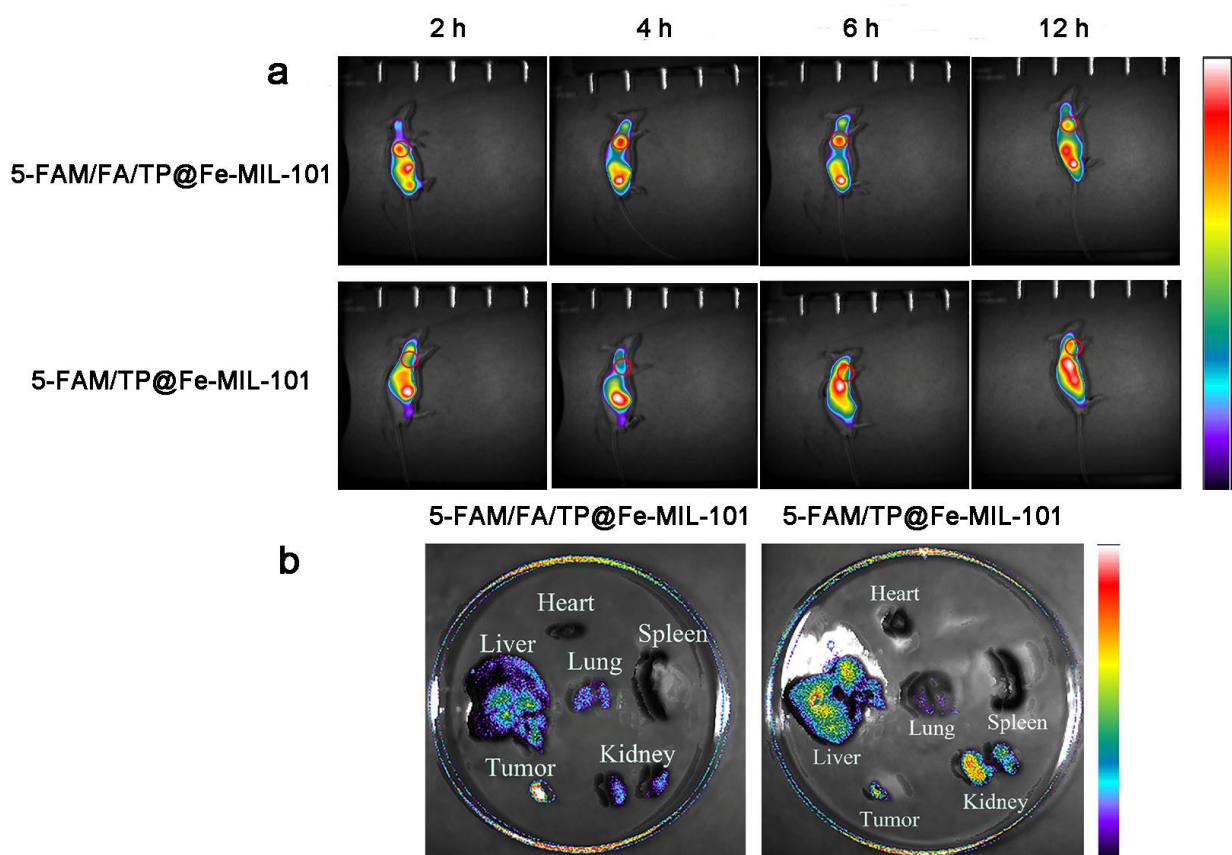 2 h 4 h 6 h 12 h
a
5-FAM/FA/TP@Fe-MIL-101
5-FAM/TP@Fe-MIL-101
5-FAM/FA/TP@Fe-MIL-101 5-FAM/TP@Fe-MIL-101
b
Heart
Liver
Lung
Spleen
Tumor
Kidney
Heart
Liver
Lung
Spleen
Tumor
Kidney